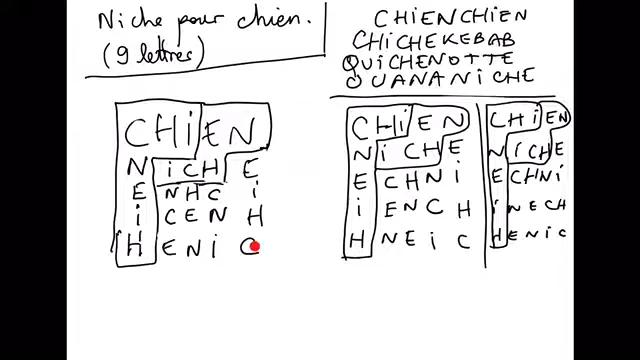 Niche pour chien.
(9 lettres)
CHiENCHiEN
CHiCHEKEBAB
QUiCHENOTTE
OUANANiCHE
CHiEN
NiCHE
ENHCi
iCENH
HENiC
CHiEN
NiCHE
ECHNi
iENCH
HNEiC
CHiEN
NiCHE
ECHNi
iNECH
HENiC